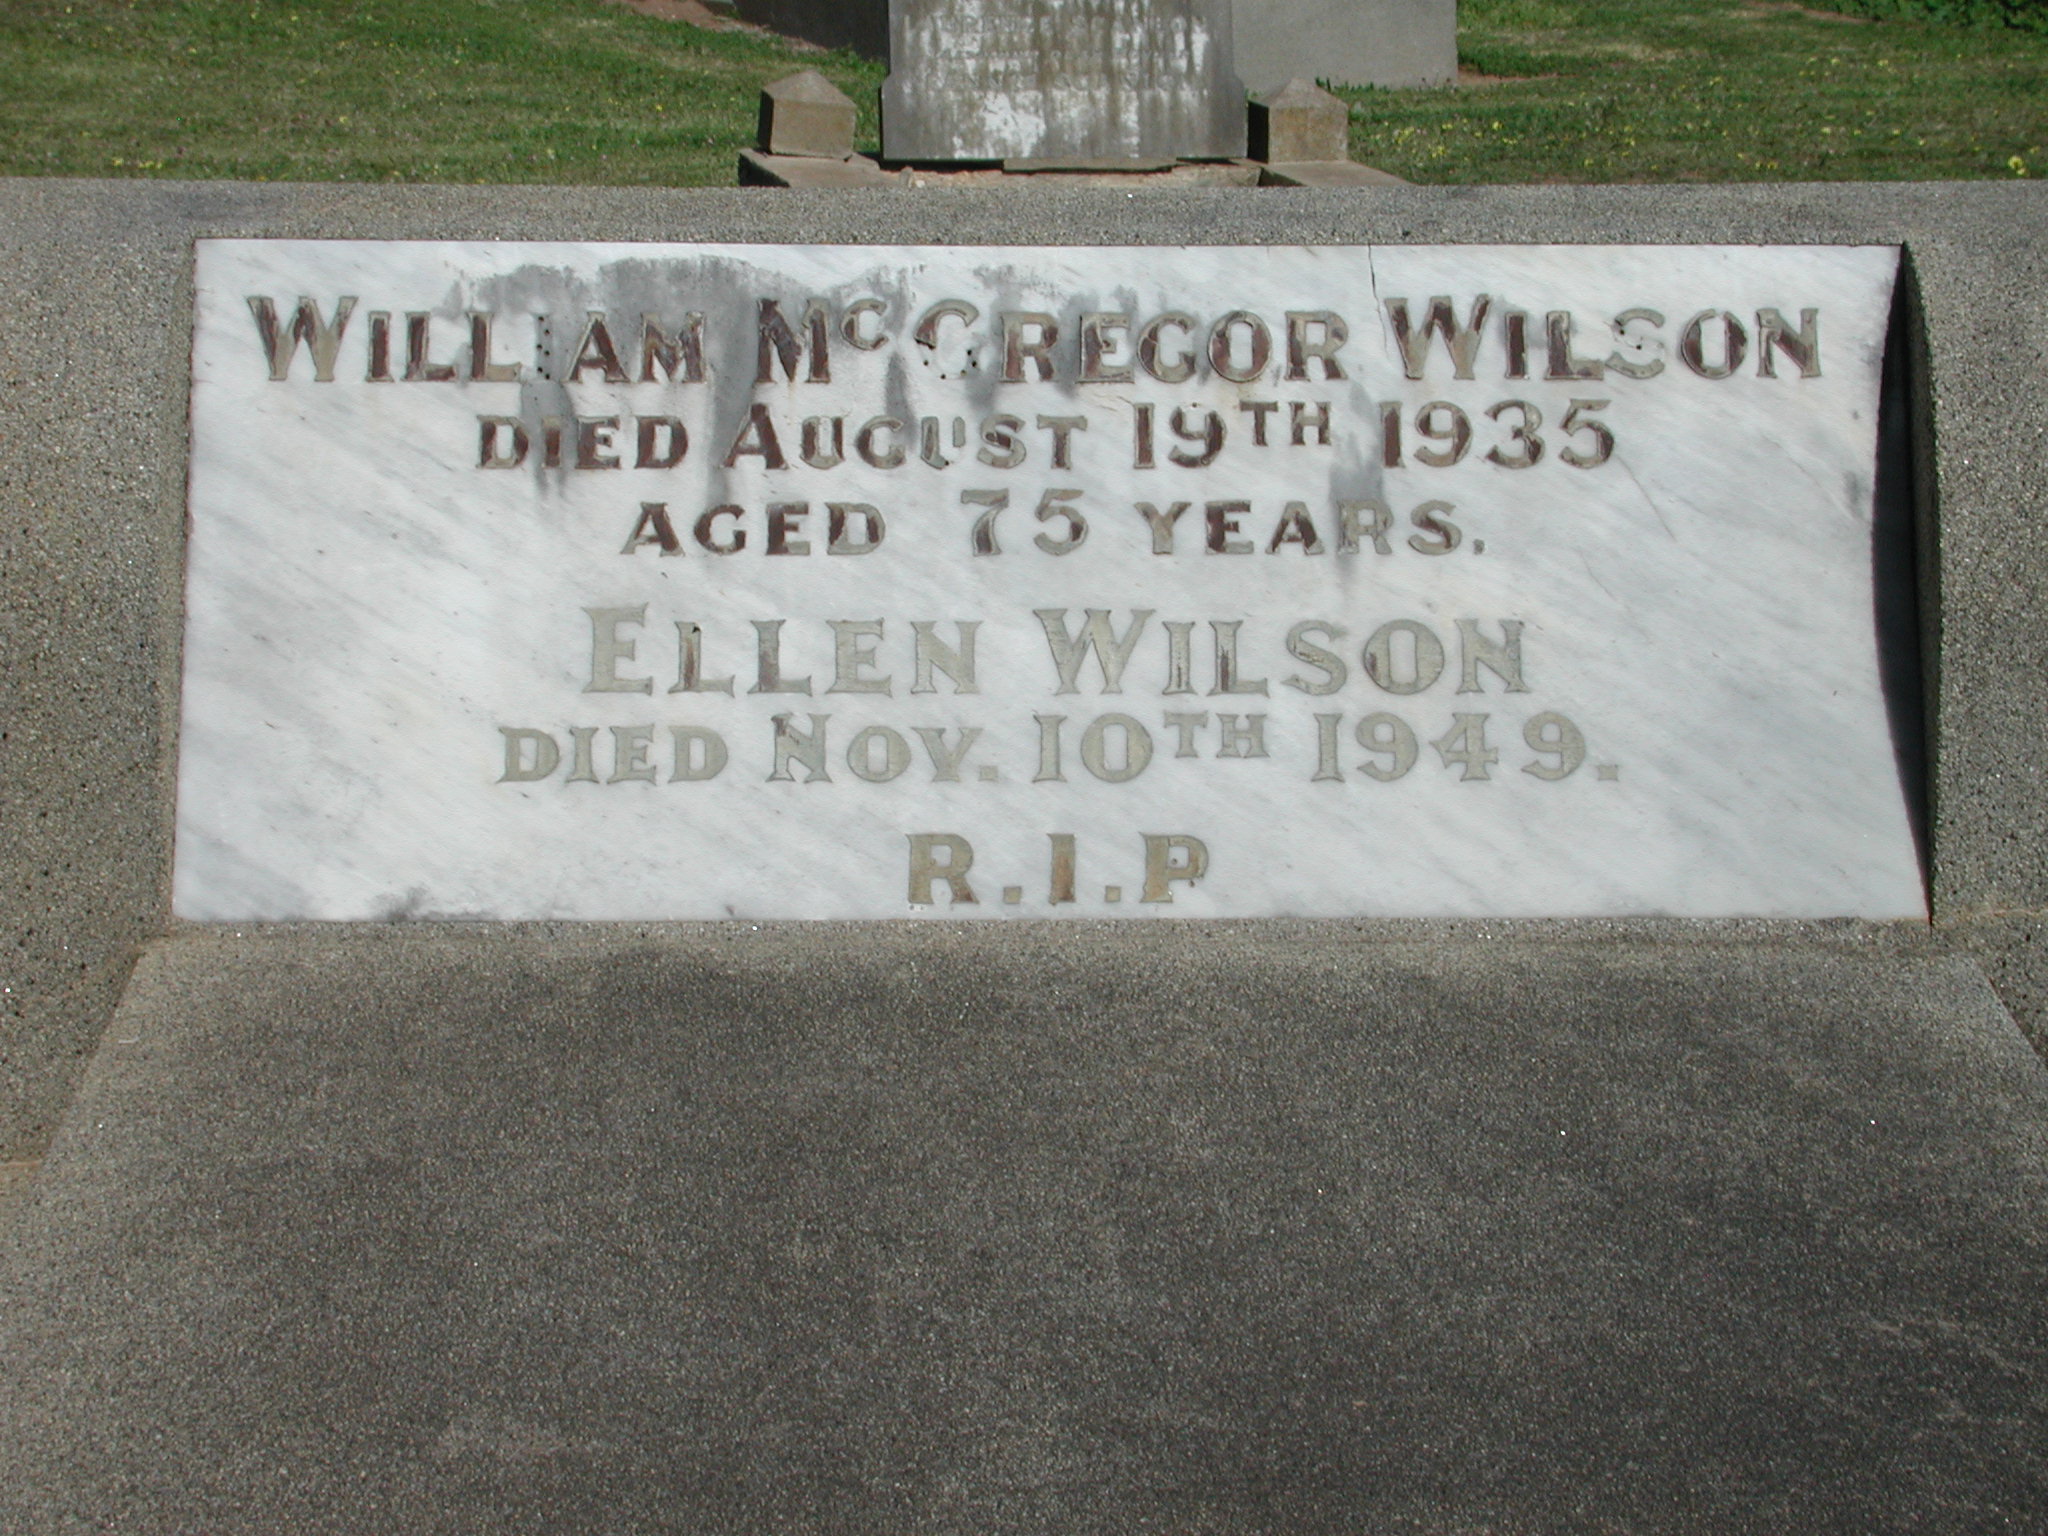 WILLIAM McGREGOR WILSON
DIED AUGUST 19TH 1935
AGED 75 YEARS.
ELLEN WILSON
DIED NOV. 10TH 1949.
R.I.P